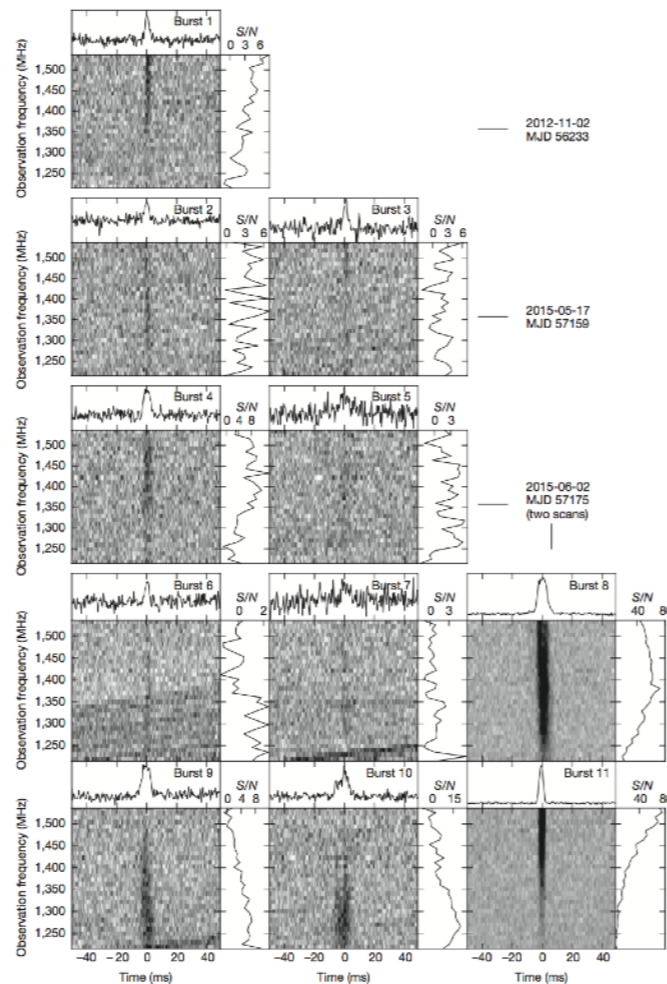 Burst 1
S/N
0 3 6
Observation frequency (MHz)
1,500
1,450
1,400
1,350
1,300
1,250
2012-11-02
MJD 56233
Burst 2
S/N
0 3 6
Burst 3
S/N
0 3 6
Observation frequency (MHz)
1,500
1,450
1,400
1,350
1,300
1,250
2015-05-17
MJD 57159
Burst 4
S/N
0 4 8
Burst 5
S/N
0 3
Observation frequency (MHz)
1,500
1,450
1,400
1,350
1,300
1,250
2015-06-02
MJD 57175
(two scans)
Burst 6
S/N
0 2
Burst 7
S/N
0 3
Burst 8
S/N
40 80
Observation frequency (MHz)
1,500
1,450
1,400
1,350
1,300
1,250
Burst 9
S/N
0 4 8
Burst 10
S/N
0 15
Burst 11
S/N
40 80
Observation frequency (MHz)
1,500
1,450
1,400
1,350
1,300
1,250
−40 −20 0 20 40
−40 −20 0 20 40
−40 −20 0 20 40
Time (ms)
Time (ms)
Time (ms)